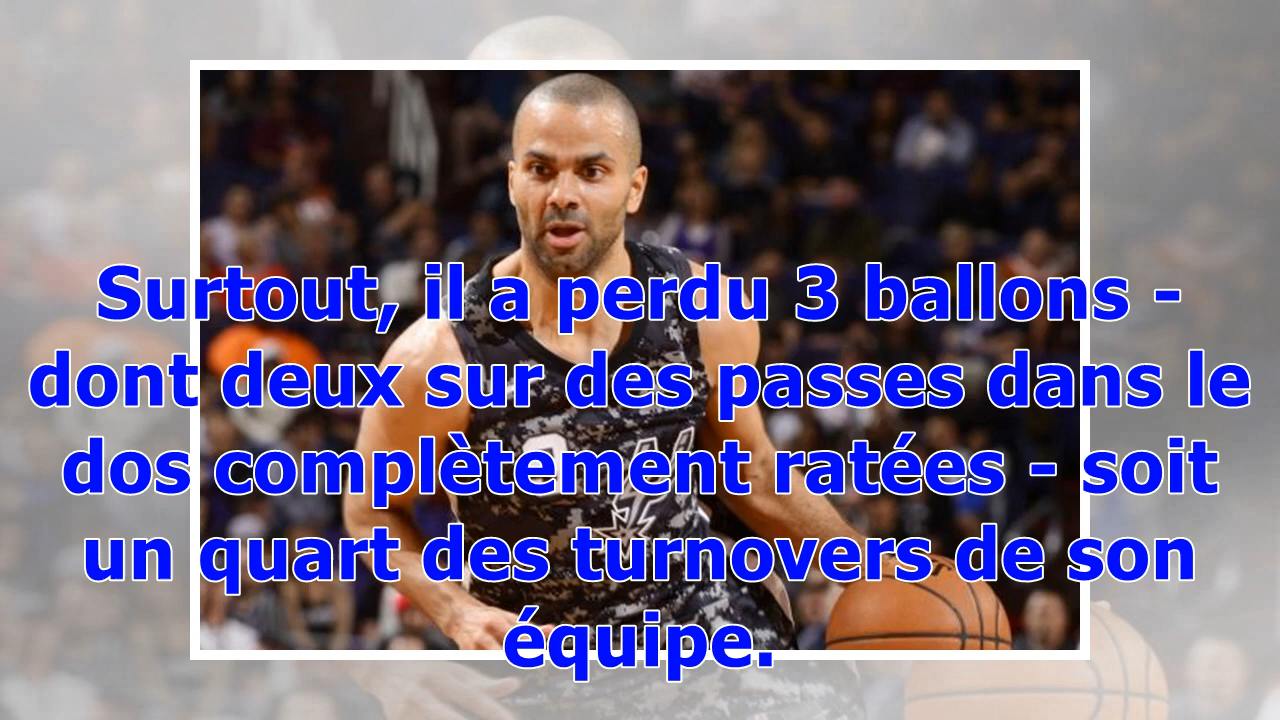 Surtout, il a perdu 3 ballons -
dont deux sur des passes dans le
dos complètement ratées - soit
un quart des turnovers de son
équipe.